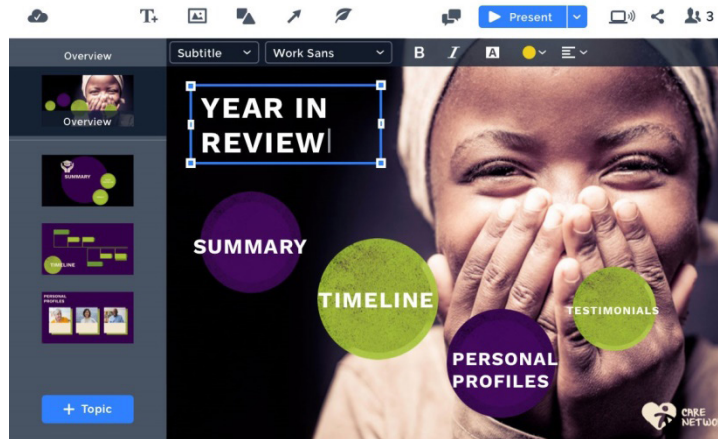 T+
Present
3
Overview
Subtitle
Work Sans
B
I
A
Overview
SUMMARY
TIMELINE
PERSONAL
PROFILES
+ Topic
YEAR IN
REVIEW
SUMMARY
TIMELINE
TESTIMONIALS
PERSONAL
PROFILES
CARE
NETWO